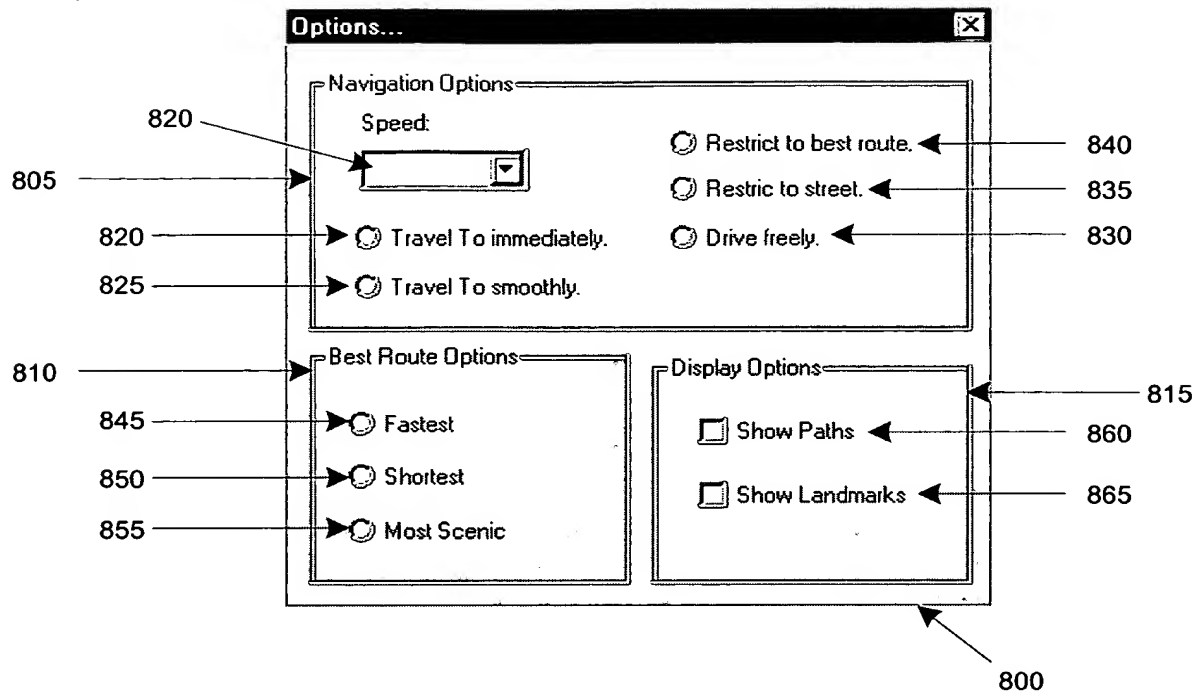 Options...
Navigation Options
Speed:
820
805
Restrict to best route.
840
Restric to street.
835
820
Travel To immediately.
Drive freely.
830
825
Travel To smoothly.
Best Route Options
810
Display Options
815
845
Fastest
Show Paths
860
850
Shortest
Show Landmarks
865
855
Most Scenic
800